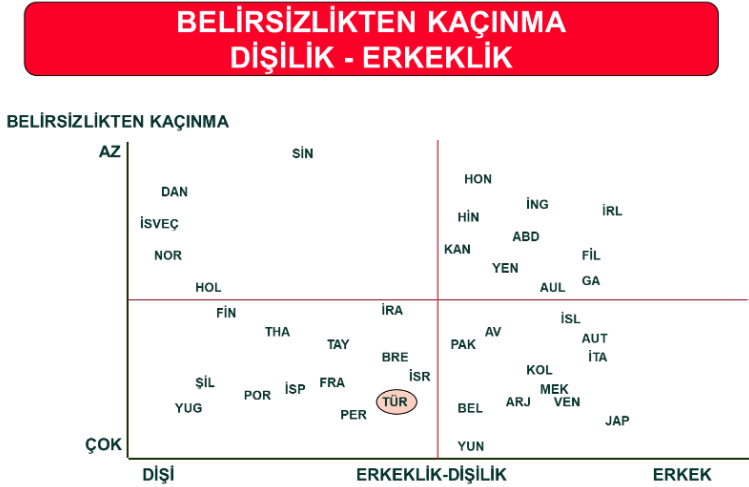 BELİRSİZLİKTEN KAÇINMA
DİŞİLİK - ERKEKLİK
BELİRSİZLİKTEN KAÇINMA
AZ
SİN
HON
DAN
İNG
İRL
HİN
İSVEÇ
ABD
KAN
NOR
FİL
YEN
GA
HOL
AUL
FİN
İRA
İSL
THA
AV
AUT
TAY
PAK
BRE
İTA
KOL
İSR
ŞİL
FRA
İSP
MEK
POR
TÜR
ARJ
VEN
YUG
BEL
PER
JAP
ÇOK
YUN
DİŞİ
ERKEKLİK-DİŞİLİK
ERKEK